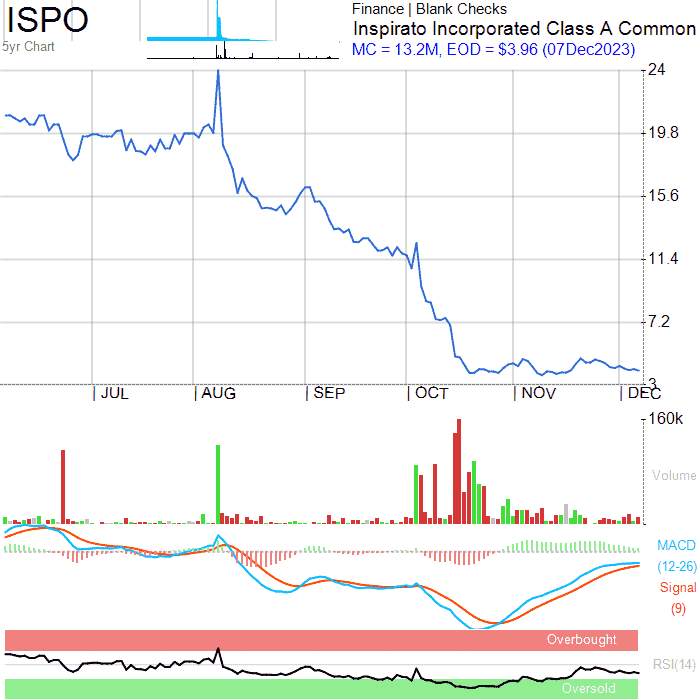 ISPO
5yr Chart
Finance | Blank Checks
Inspirato Incorporated Class A Common
MC = 13.2M, EOD = $3.96 (07Dec2023)
24
19.8
15.6
11.4
7.2
3
JUL AUG SEP OCT NOV DEC
160k
Volume
MACD
(12-26)
Signal
(9)
Overbought
RSI(14)
Oversold